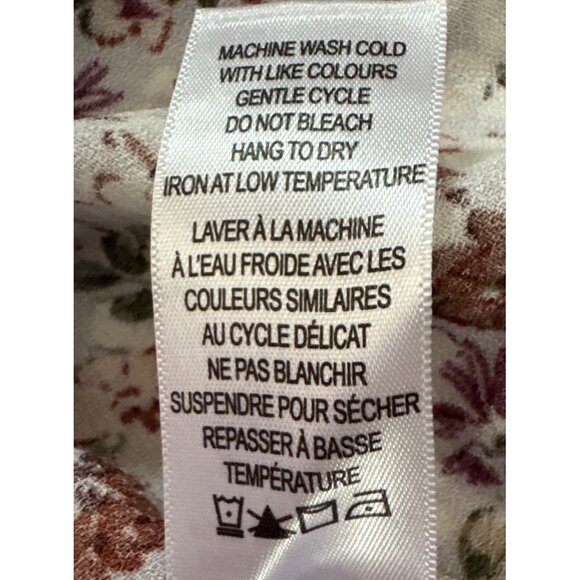 MACHINE WASH COLD
WITH LIKE COLOURS
GENTLE CYCLE
DO NOT BLEACH
HANG TO DRY
IRON AT LOW TEMPERATURE
LAVER À LA MACHINE
À L'EAU FROIDE AVEC LES
COULEURS SIMILAIRES
AU CYCLE DÉLICAT
NE PAS BLANCHIR
SUSPENDRE POUR SÉCHER
REPASSER À BASSE
TEMPÉRATURE